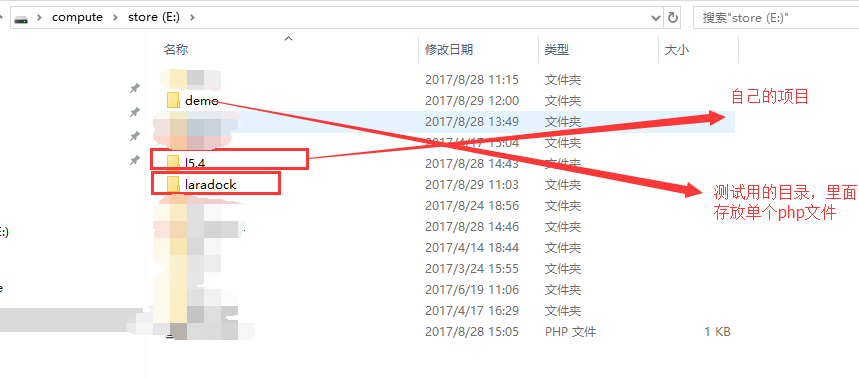 compute > store (E:) >
搜索"store (E:)"
名称 修改日期 类型 大小
2017/8/28 11:15 文件夹
demo 2017/8/29 12:00 文件夹
2017/8/28 13:49 文件夹
2017/4/17 15:04 文件夹
l5.4 2017/8/28 14:43 文件夹
laradock 2017/8/29 11:03 文件夹
2017/8/24 18:56 文件夹
2017/8/28 14:46 文件夹
2017/4/14 18:44 文件夹
2017/3/24 15:55 文件夹
2017/6/19 11:06 文件夹
2017/4/17 16:29 文件夹
2017/8/28 15:05 PHP 文件 1 KB
E:)
e
自己的项目
测试用的目录，里面
存放单个php文件